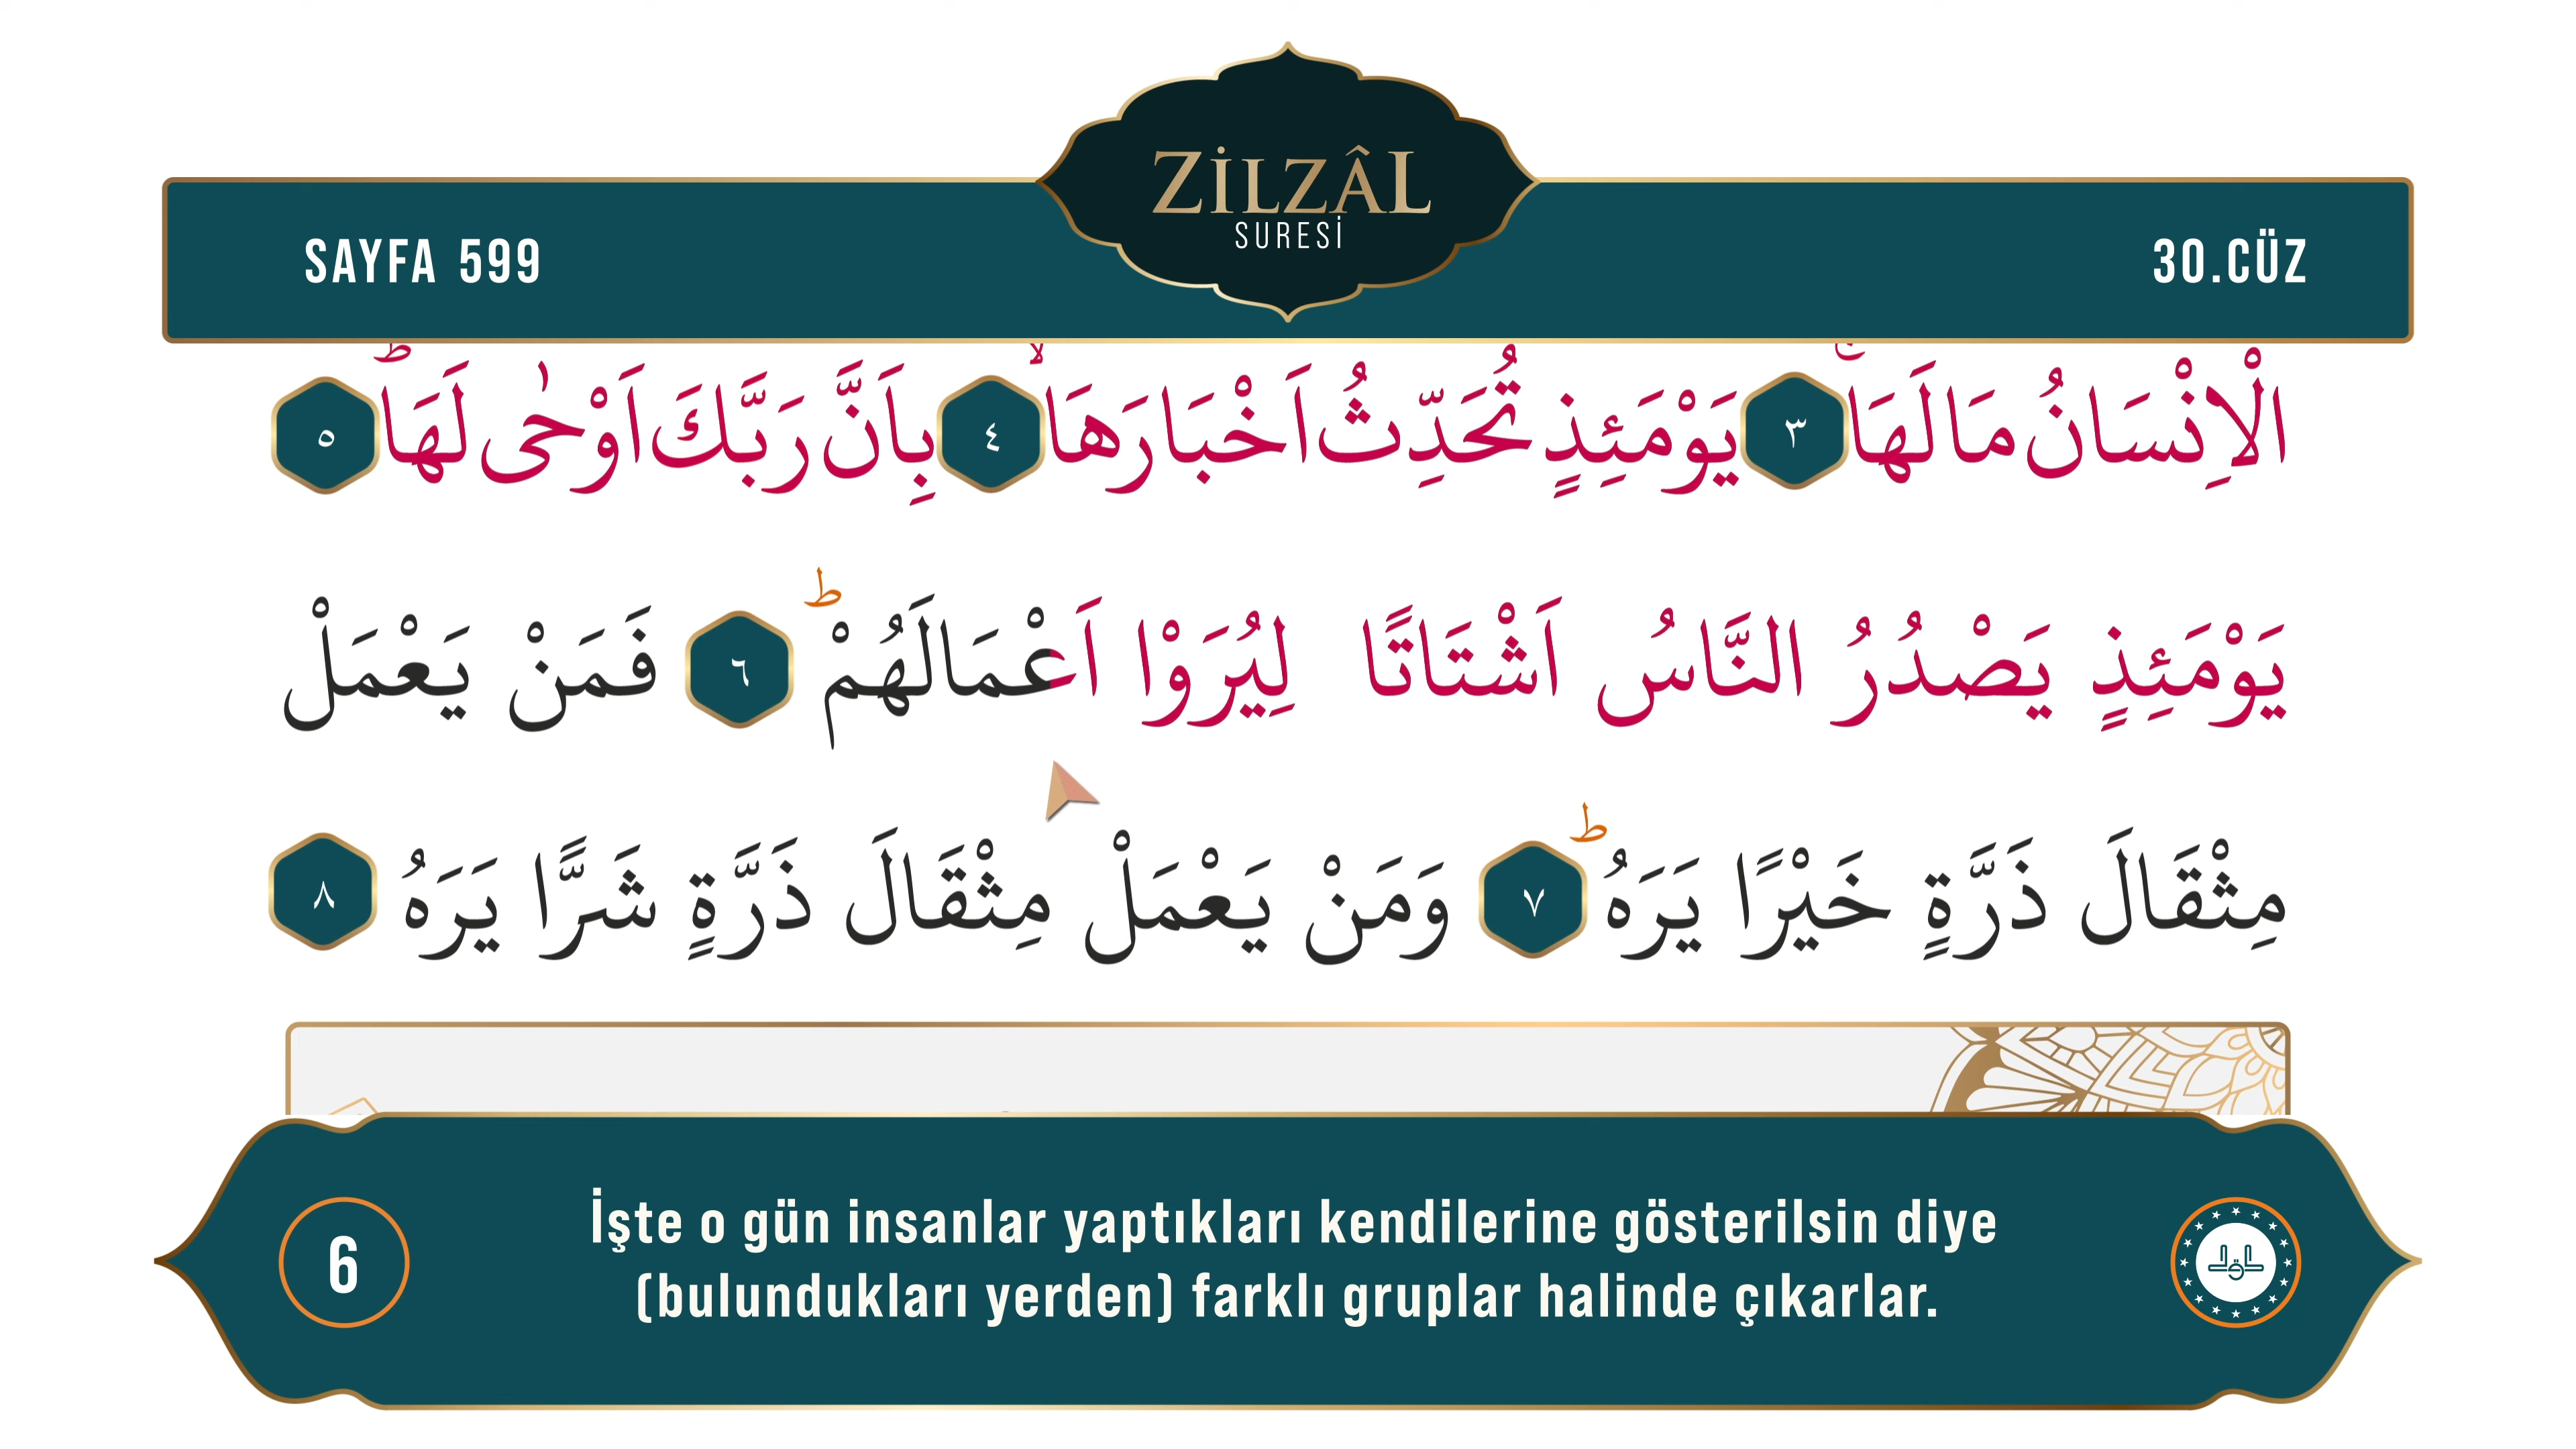 ZİLZÂL
SURESİ
SAYFA 599
30.CÜZ
الْاِنْسَانُ مَا لَهَاۚ ٣ يَوْمَئِذٍ تُحَدِّثُ اَخْبَارَهَاۙ ٤ بِاَنَّ رَبَّكَ اَوْحٰى لَهَاۜ ٥
يَوْمَئِذٍ يَصْدُرُ النَّاسُ اَشْتَاتًا لِيُرَوْا اَعْمَالَهُمْۜ ٦ فَمَنْ يَعْمَلْ
مِثْقَالَ ذَرَّةٍ خَيْرًا يَرَهُۜ ٧ وَمَنْ يَعْمَلْ مِثْقَالَ ذَرَّةٍ شَرًّا يَرَهُ ٨
6
İşte o gün insanlar yaptıkları kendilerine gösterilsin diye
(bulundukları yerden) farklı gruplar halinde çıkarlar.